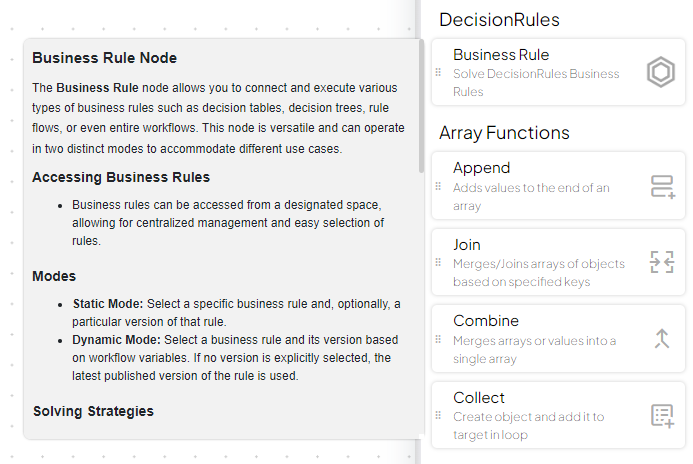 Business Rule Node
The Business Rule node allows you to connect and execute various
types of business rules such as decision tables, decision trees, rule
flows, or even entire workflows. This node is versatile and can operate
in two distinct modes to accommodate different use cases.
Accessing Business Rules
• Business rules can be accessed from a designated space,
allowing for centralized management and easy selection of
rules.
Modes
• Static Mode: Select a specific business rule and, optionally, a
particular version of that rule.
• Dynamic Mode: Select a business rule and its version based
on workflow variables. If no version is explicitly selected, the
latest published version of the rule is used.
Solving Strategies
DecisionRules
Business Rule
Solve DecisionRules Business
Rules
Array Functions
Append
Adds values to the end of an
array
Join
Merges/Joins arrays of objects
based on specified keys
Combine
Merges arrays or values into a
single array
Collect
Create object and add it to
target in loop